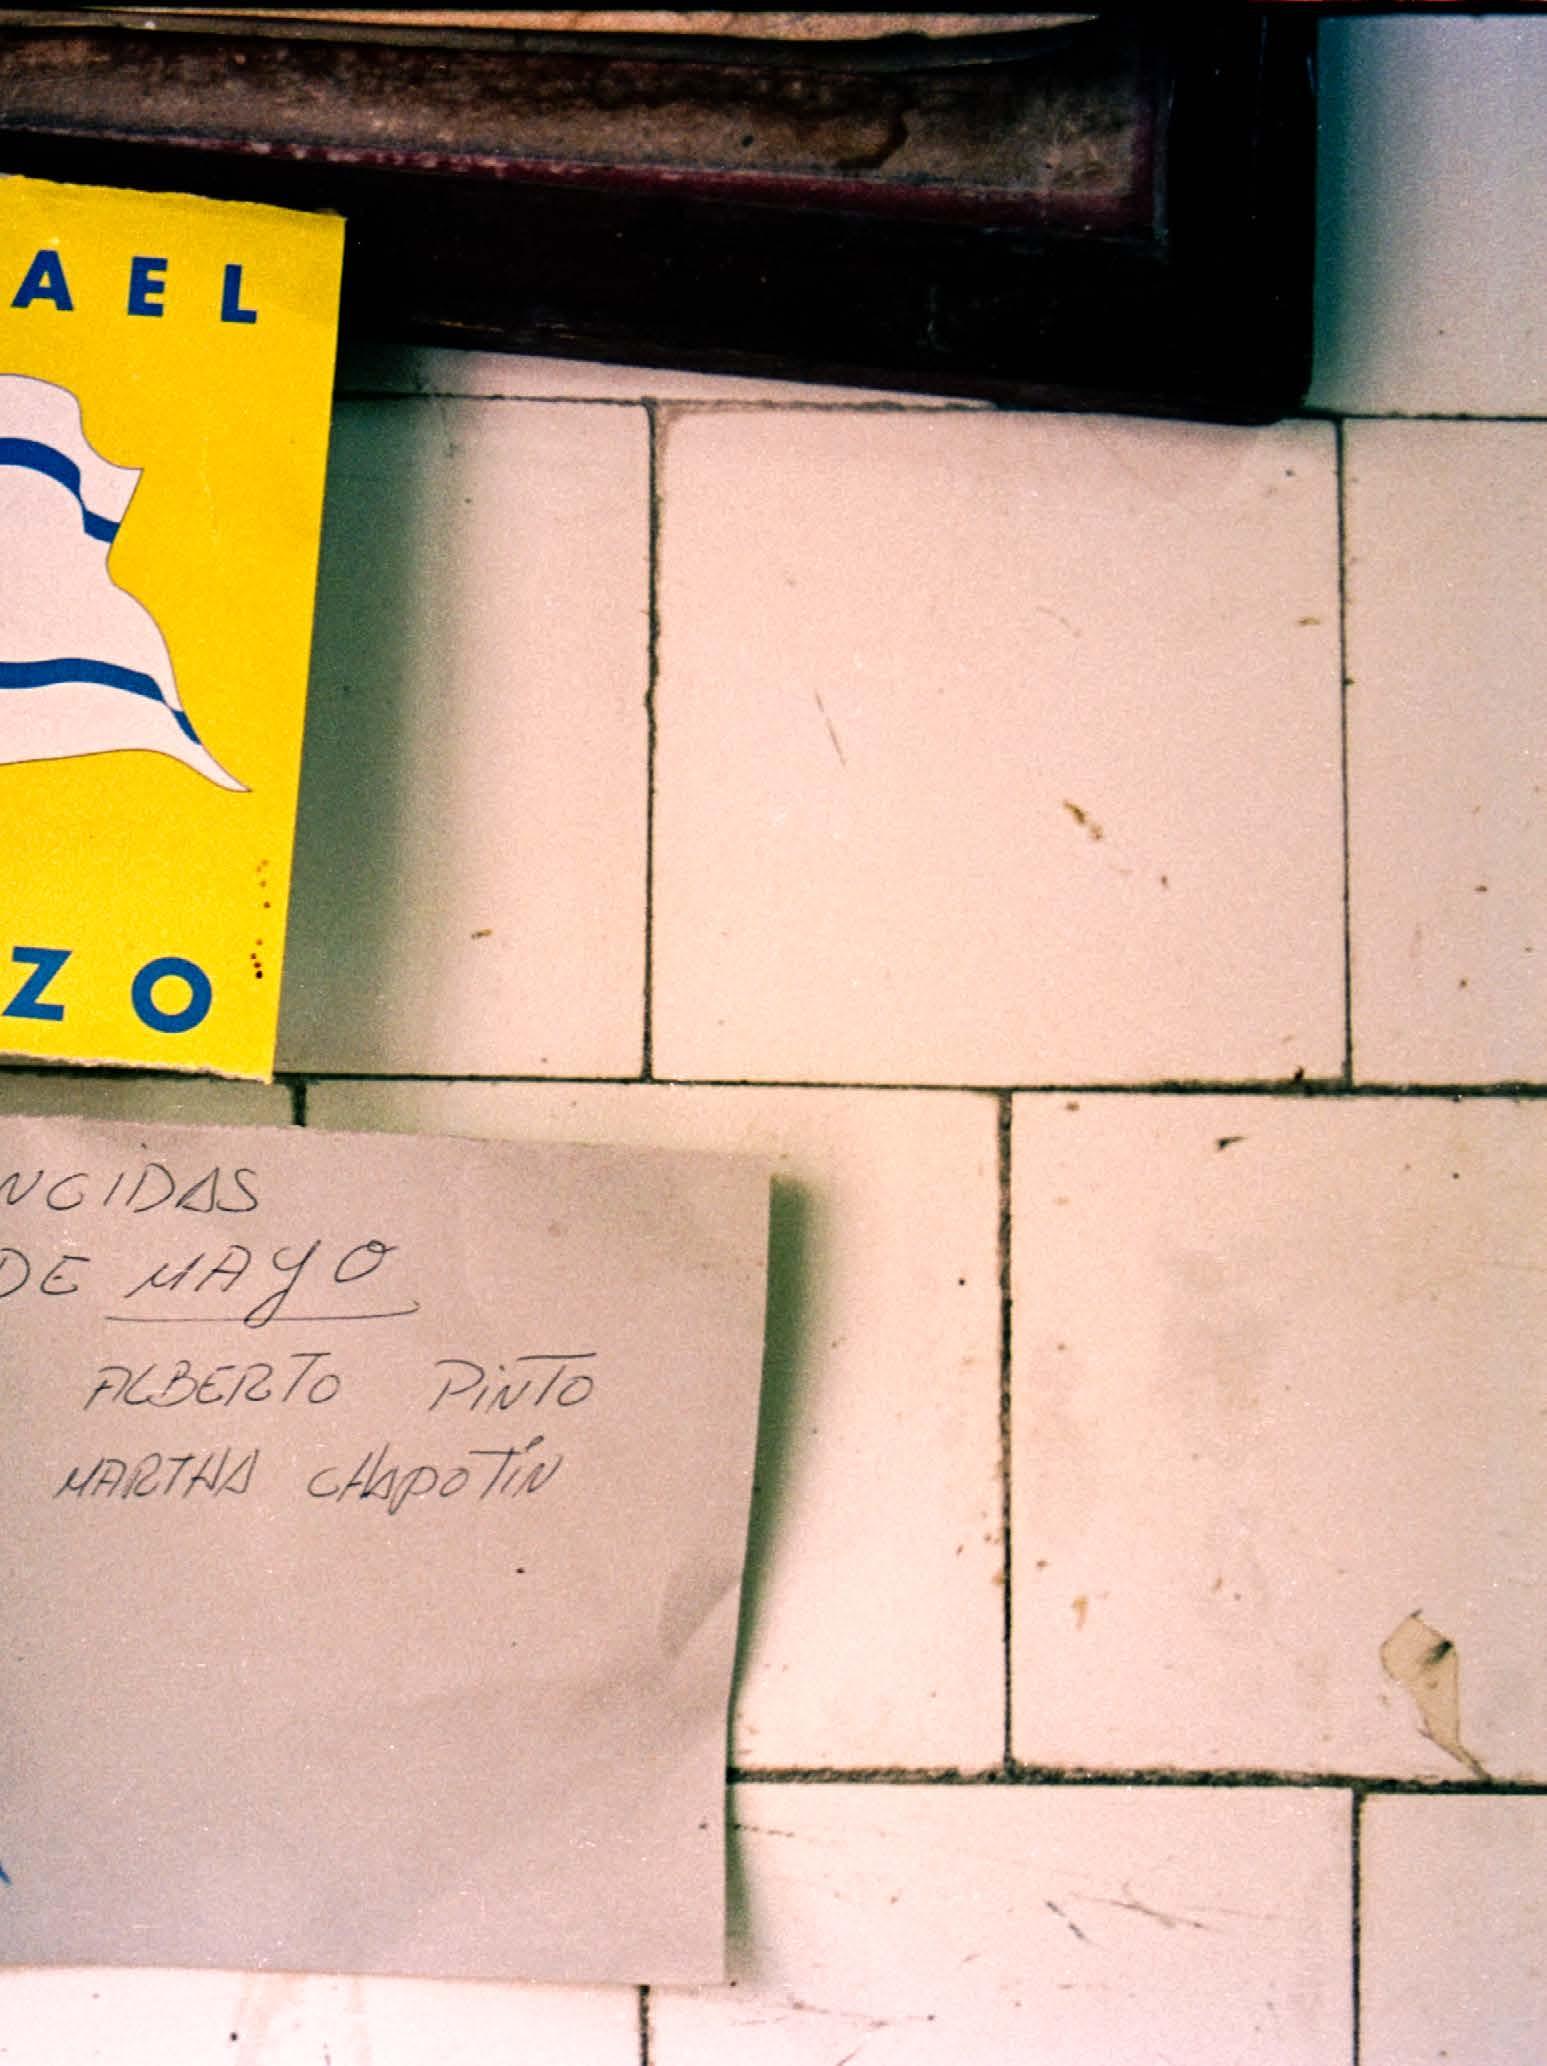 AEL
ZO
NCIDAS
DE MAYO
ALBERTO PINTO
MARTHA CHAPOTÍN